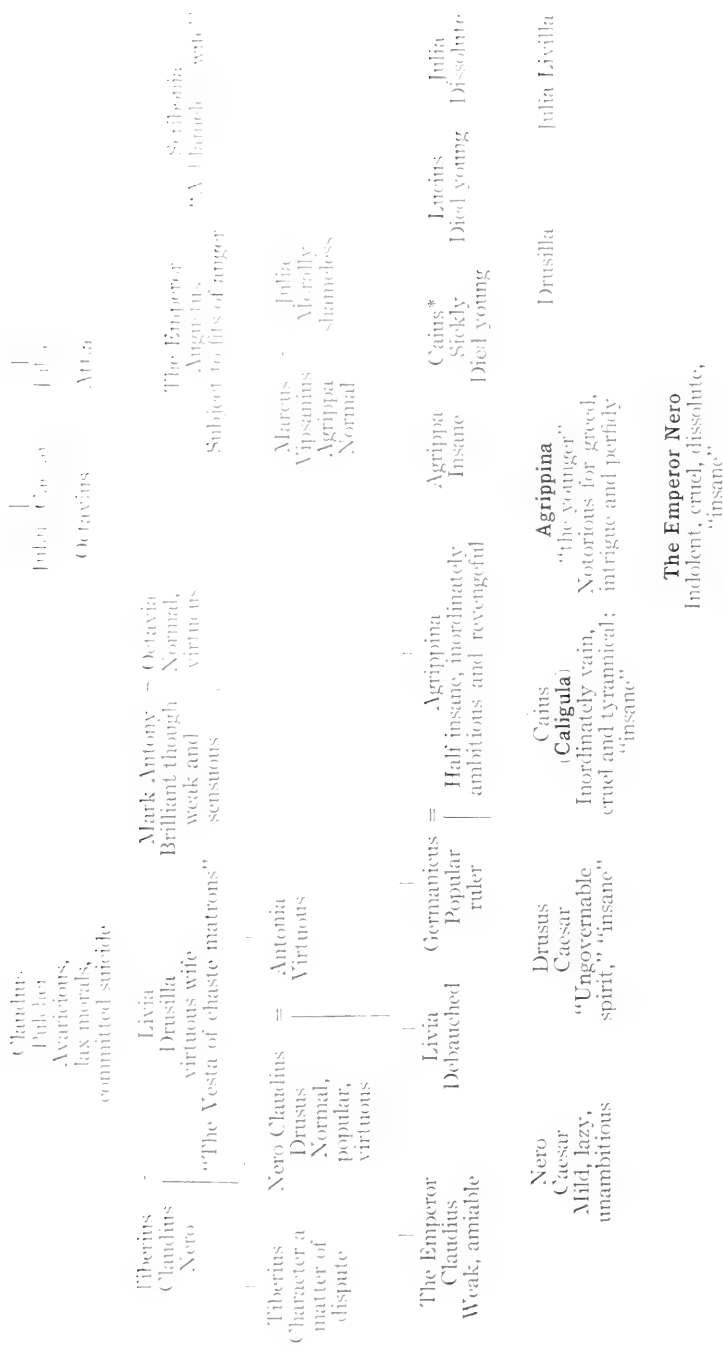 Claudius
Pulcher
Avaricious,
lax morals,
committed suicide
Octavius
Tiberius
Claudius
Nero
Livia
Drusilla
virtuous wife
"The Vesta of chaste matrons"
Mark Antony – Octavia
Brilliant though Normal,
weak and virtuous
sensuous
The Emperor
Augustus
Subject to fits of anger
Scribonia
Tiberius
Character a
matter of
dispute
Nero Claudius = Antonia
Drusus Virtuous
Normal,
popular,
virtuous
Marcus
Vipsanius
Agrippa
Normal
Julia
Morally
shameless
The Emperor
Claudius
Weak, amiable
Livia
Debauched
Germanicus = Agrippina
Popular Half insane, inordinately
ruler ambitious and revengeful
Agrippa
Insane
Caius*
Sickly
Died young
Lucius
Died young
Julia
Dissolute
Nero
Caesar
Mild, lazy,
unambitious
Drusus
Caesar
"Ungovernable
spirit," "insane"
Caius
(Caligula)
Inordinately vain,
cruel and tyrannical;
"insane"
Agrippina
"the younger"
Notorious for greed,
intrigue and perfidy
Drusilla
Julia Livilla
The Emperor Nero
Indolent, cruel, dissolute,
"insane"